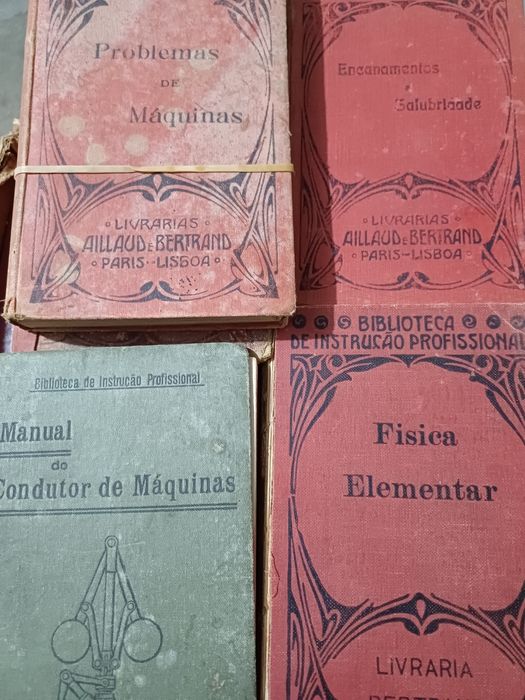 Problemas
DE
Máquinas
LIVRARIAS
AILLAUD E BERTRAND
PARIS-LISBOA
Encanamentos
e
Salubridade
LIVRARIAS
AILLAUD E BERTRAND
PARIS-LISBOA
Biblioteca de Instrução Profissional
Manual
do
Condutor de Máquinas
BIBLIOTECA
DE INSTRUÇÃO PROFISSIONAL
Fisica
Elementar
LIVRARIA